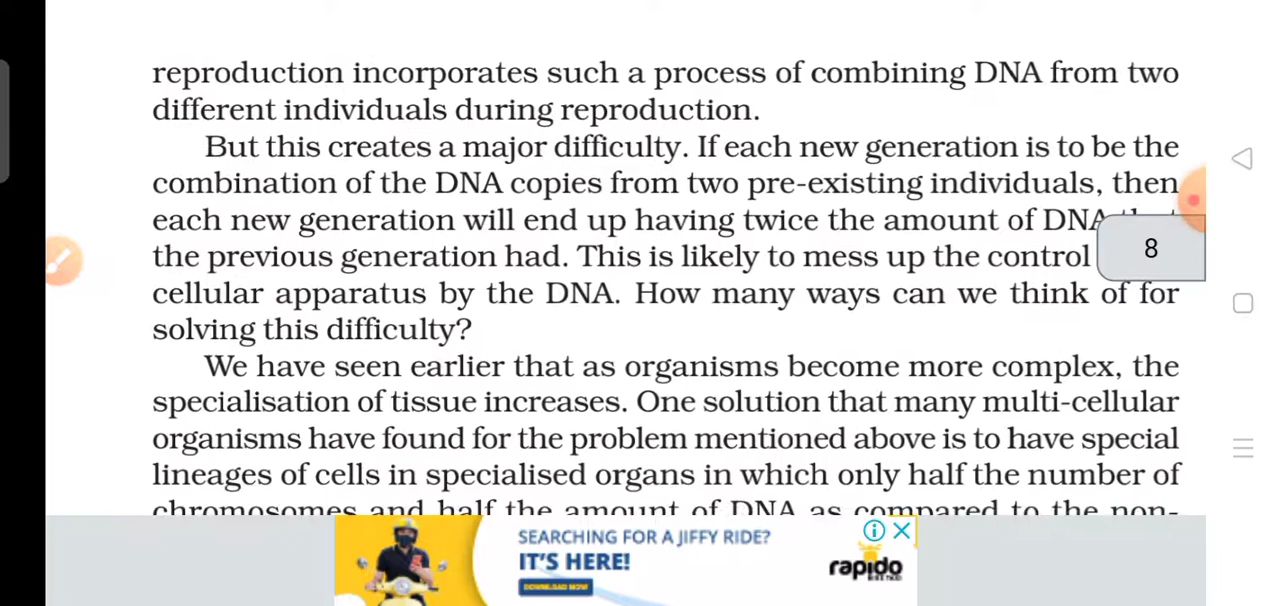 reproduction incorporates such a process of combining DNA from two
different individuals during reproduction.
But this creates a major difficulty. If each new generation is to be the
combination of the DNA copies from two pre-existing individuals, then
each new generation will end up having twice the amount of DNA that
the previous generation had. This is likely to mess up the control
8
cellular apparatus by the DNA. How many ways can we think of for
solving this difficulty?
We have seen earlier that as organisms become more complex, the
specialisation of tissue increases. One solution that many multi-cellular
organisms have found for the problem mentioned above is to have special
lineages of cells in specialised organs in which only half the number of
chromosomes and half the amount of DNA as compared to the non-
SEARCHING FOR A JIFFY RIDE?
IT'S HERE!
DOWNLOAD NOW
rapido